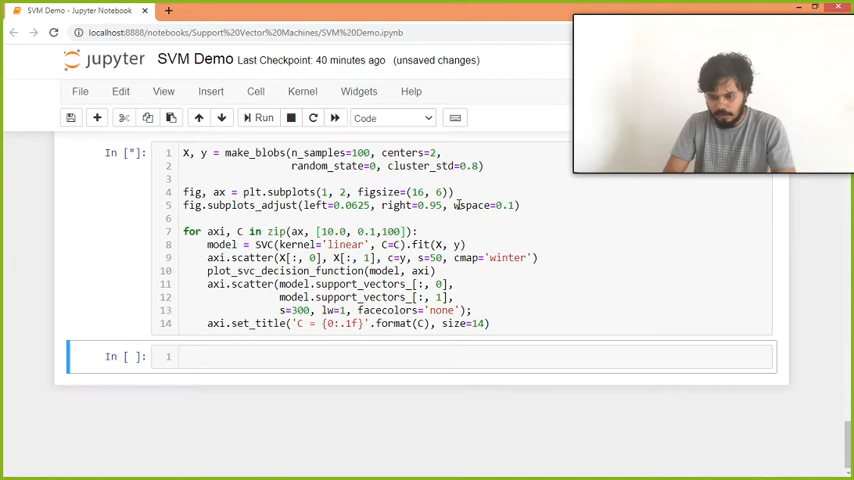 SVM Demo - Jupyter Notebook
localhost:8888/notebooks/Support%20Vector%20Machines/SVM%20Demo.ipynb
jupyter SVM Demo Last Checkpoint: 40 minutes ago (unsaved changes)
File Edit View Insert Cell Kernel Widgets Help
Run Code
In [*]: 1 X, y = make_blobs(n_samples=100, centers=2,
2 random_state=0, cluster_std=0.8)
3
4 fig, ax = plt.subplots(1, 2, figsize=(16, 6))
5 fig.subplots_adjust(left=0.0625, right=0.95, wspace=0.1)
6
7 for axi, C in zip(ax, [10.0, 0.1,100]):
8 model = SVC(kernel='linear', C=C).fit(X, y)
9 axi.scatter(X[:, 0], X[:, 1], c=y, s=50, cmap='winter')
10 plot_svc_decision_function(model, axi)
11 axi.scatter(model.support_vectors_[:, 0],
12 model.support_vectors_[:, 1],
13 s=300, lw=1, facecolors='none');
14 axi.set_title('C = {0:.1f}'.format(C), size=14)
In [ ]: 1